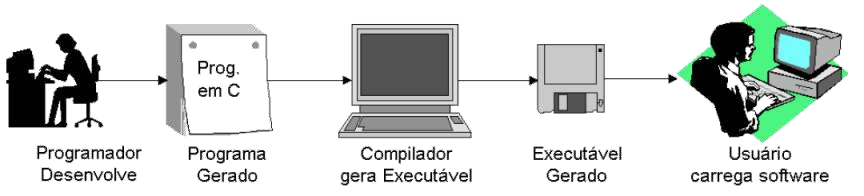 Prog.
em C
Programador
Desenvolve
Programa
Gerado
Compilador
gera Executável
Executável
Gerado
Usuário
carrega software